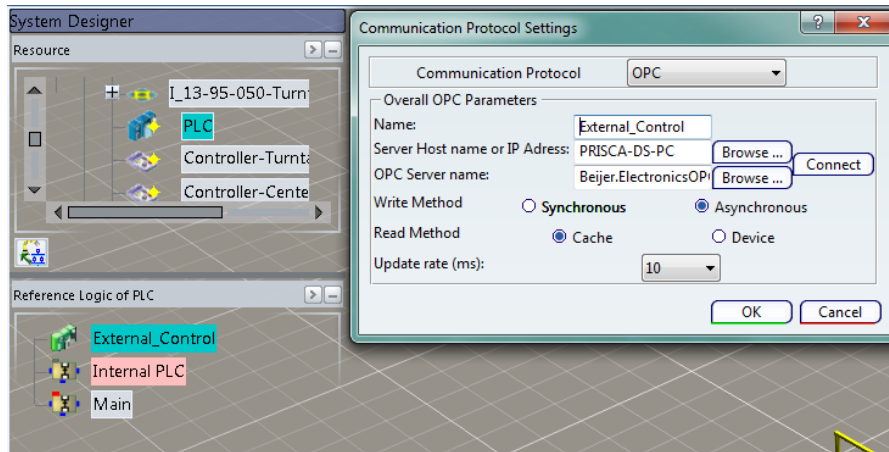 System Designer
Resource
I_13-95-050-Turn
PLC
Controller-Turnta
Controller-Cente
Reference Logic of PLC
External_Control
Internal PLC
Main
Communication Protocol Settings
Communication Protocol OPC
Overall OPC Parameters
Name: External_Control
Server Host name or IP Adress: PRISCA-DS-PC Browse ... Connect
OPC Server name: Beijer.ElectronicsOP Browse ...
Write Method Synchronous Asynchronous
Read Method Cache Device
Update rate (ms): 10
OK Cancel